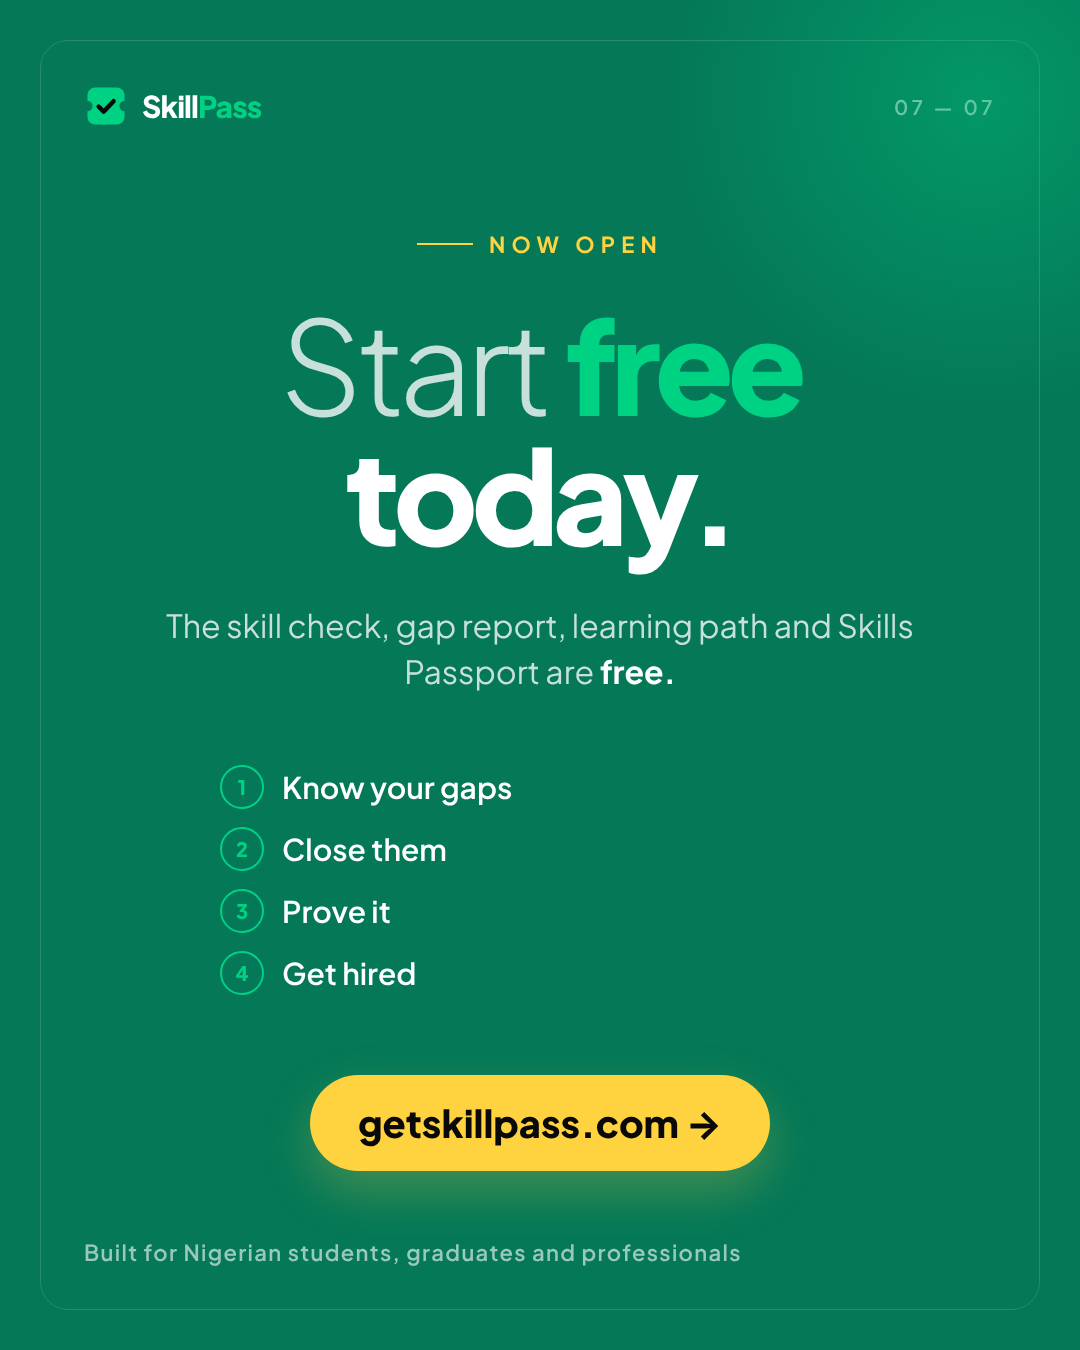 SkillPass
07 — 07
NOW OPEN
Start free
today.
The skill check, gap report, learning path and Skills
Passport are free.
1 Know your gaps
2 Close them
3 Prove it
4 Get hired
getskillpass.com →
Built for Nigerian students, graduates and professionals